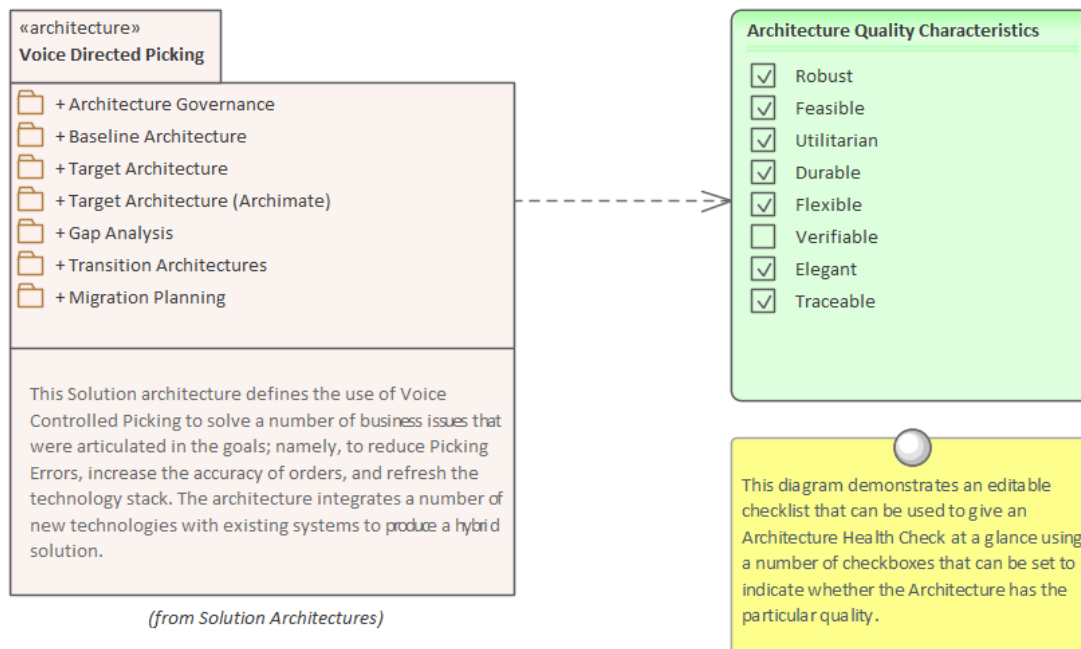 «architecture»
Voice Directed Picking
+ Architecture Governance
+ Baseline Architecture
+ Target Architecture
+ Target Architecture (Archimate)
+ Gap Analysis
+ Transition Architectures
+ Migration Planning
This Solution architecture defines the use of Voice
Controlled Picking to solve a number of business issues that
were articulated in the goals; namely, to reduce Picking
Errors, increase the accuracy of orders, and refresh the
technology stack. The architecture integrates a number of
new technologies with existing systems to produce a hybrid
solution.
(from Solution Architectures)
Architecture Quality Characteristics
Robust
Feasible
Utilitarian
Durable
Flexible
Verifiable
Elegant
Traceable
This diagram demonstrates an editable
checklist that can be used to give an
Architecture Health Check at a glance using
a number of checkboxes that can be set to
indicate whether the Architecture has the
particular quality.